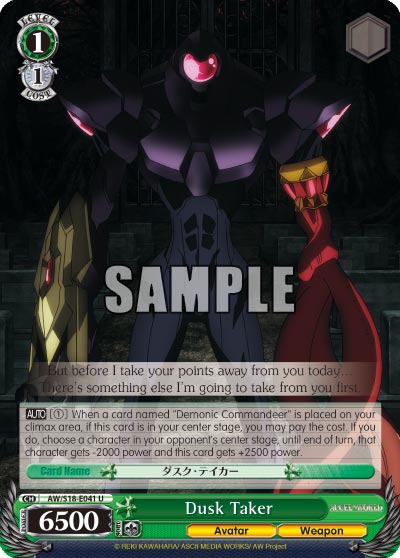 LEVEL
1
1
COST
SAMPLE
But before I take your points away from you today...
There's something else I'm going to take from you first.
AUTO [①] When a card named "Demonic Commandeer" is placed on your
climax area, if this card is in your center stage, you may pay the cost. If you
do, choose a character in your opponent's center stage, until end of turn, that
character gets -2000 power and this card gets +2500 power.
Card Name ダスク・テイカー
CH AW/S18-E041 U
POWER 6500 Dusk Taker ACCEL WORLD
Avatar Weapon
© REKI KAWAHARA/ ASCII MEDIA WORKS/ AW Project